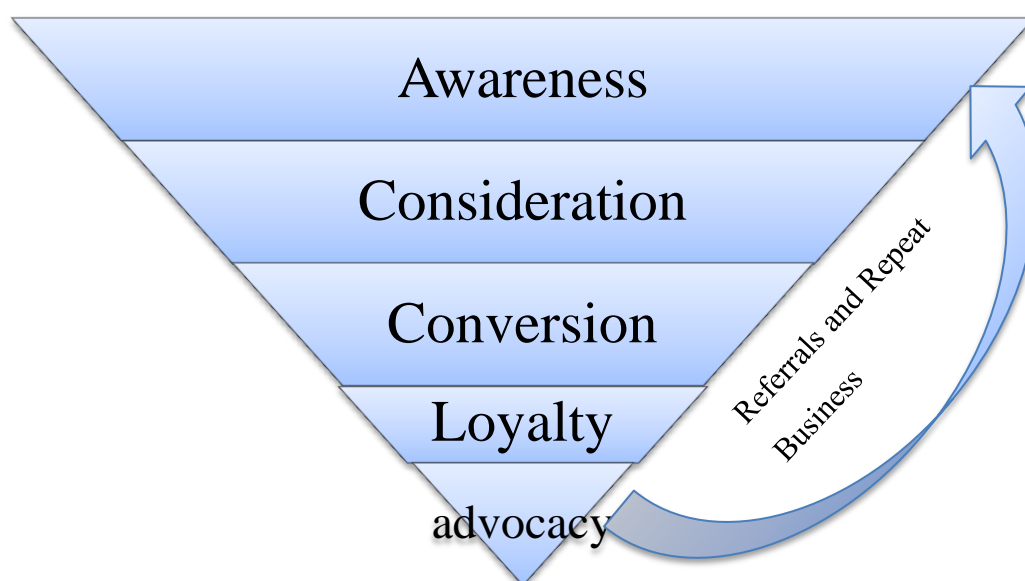 Awareness
Consideration
Conversion
Loyalty
advocacy
Referrals and Repeat
Business